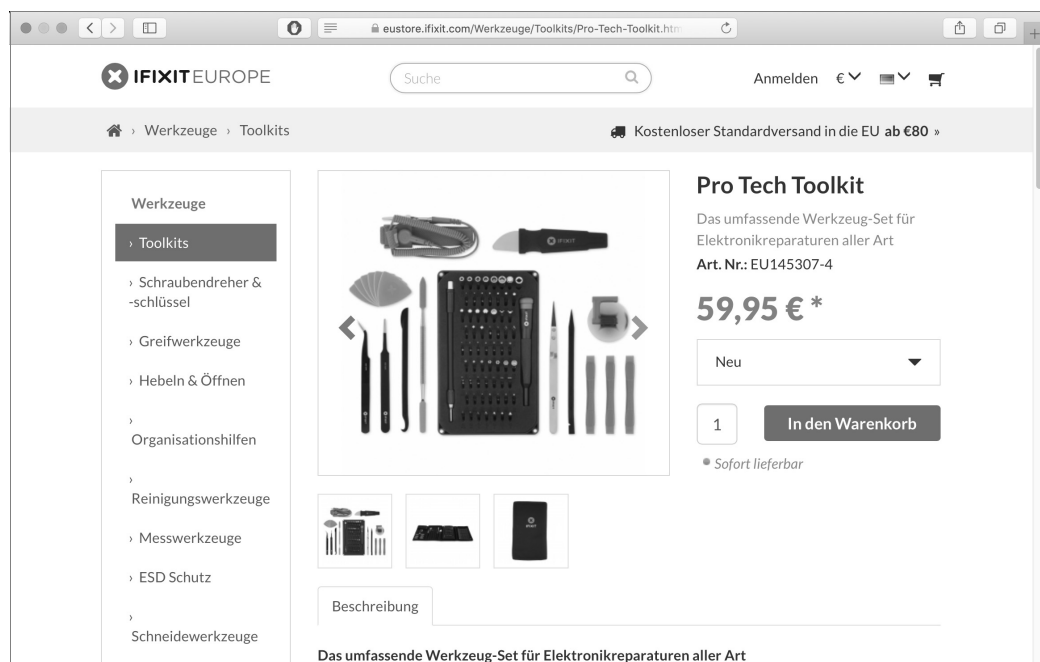 eustore.ifixit.com/Werkzeuge/Toolkits/Pro-Tech-Toolkit.htm
IFIXIT EUROPE
Suche
Anmelden €
› Werkzeuge › Toolkits
Kostenloser Standardversand in die EU ab €80 »
Werkzeuge
› Toolkits
› Schraubendreher &
-schlüssel
› Greifwerkzeuge
› Hebeln & Öffnen
›
Organisationshilfen
›
Reinigungswerkzeuge
› Messwerkzeuge
› ESD Schutz
›
Schneidewerkzeuge
IFIXIT
IFIXIT
Pro Tech Toolkit
Das umfassende Werkzeug-Set für
Elektronikreparaturen aller Art
Art. Nr.: EU145307-4
59,95 € *
Neu
1
In den Warenkorb
Sofort lieferbar
Beschreibung
Das umfassende Werkzeug-Set für Elektronikreparaturen aller Art